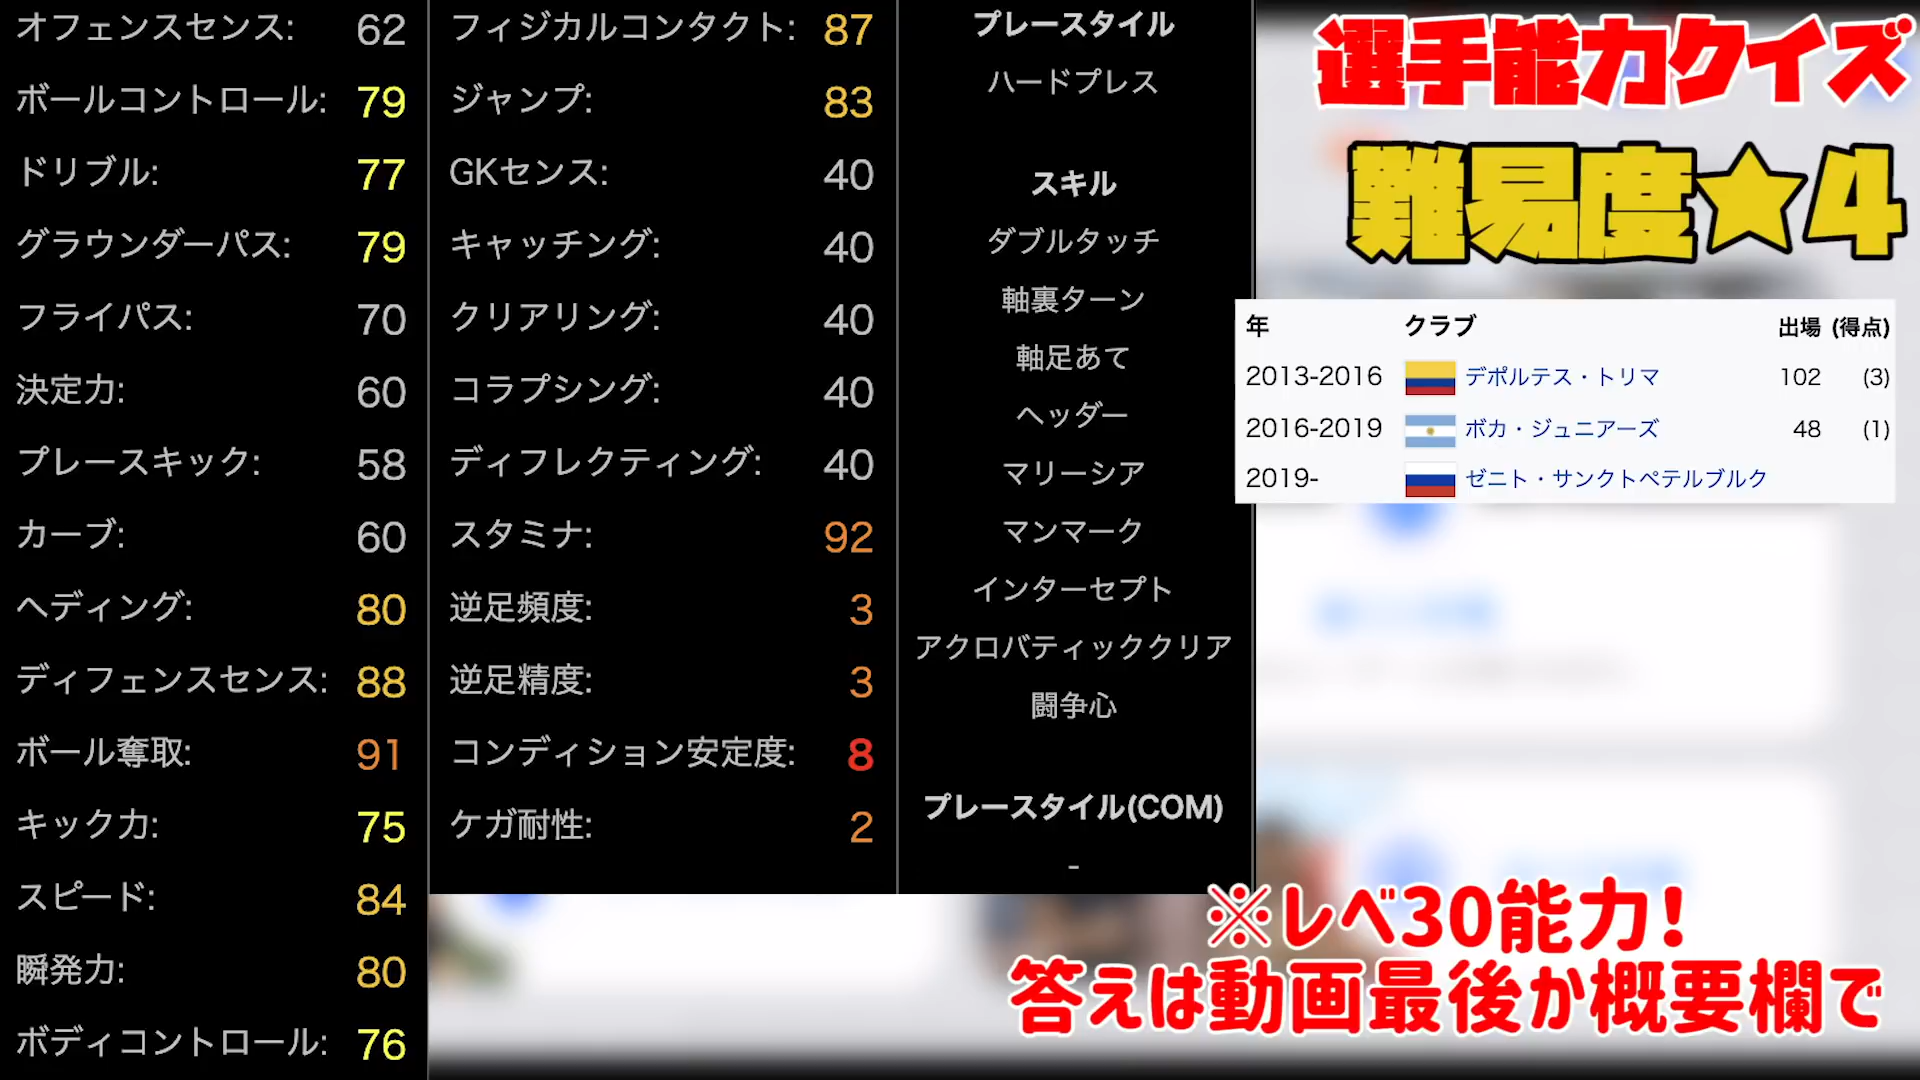 オフェンスセンス: 62
ボールコントロール: 79
ドリブル: 77
グラウンダーパス: 79
フライパス: 70
決定力: 60
プレースキック: 58
カーブ: 60
ヘディング: 80
ディフェンスセンス: 88
ボール奪取: 91
キック力: 75
スピード: 84
瞬発力: 80
ボディコントロール: 76
フィジカルコンタクト: 87
ジャンプ: 83
GKセンス: 40
キャッチング: 40
クリアリング: 40
コラプシング: 40
ディフレクティング: 40
スタミナ: 92
逆足頻度: 3
逆足精度: 3
コンディション安定度: 8
ケガ耐性: 2
プレースタイル
ハードプレス
スキル
ダブルタッチ
軸裏ターン
軸足あて
ヘッダー
マリーシア
マンマーク
インターセプト
アクロバティッククリア
闘争心
プレースタイル(COM)
-
選手能力クイズ
難易度★4
年 クラブ 出場 (得点)
2013-2016 デポルテス・トリマ 102 (3)
2016-2019 ボカ・ジュニアーズ 48 (1)
2019- ゼニト・サンクトペテルブルク
※レベ30能力!
答えは動画最後か概要欄で